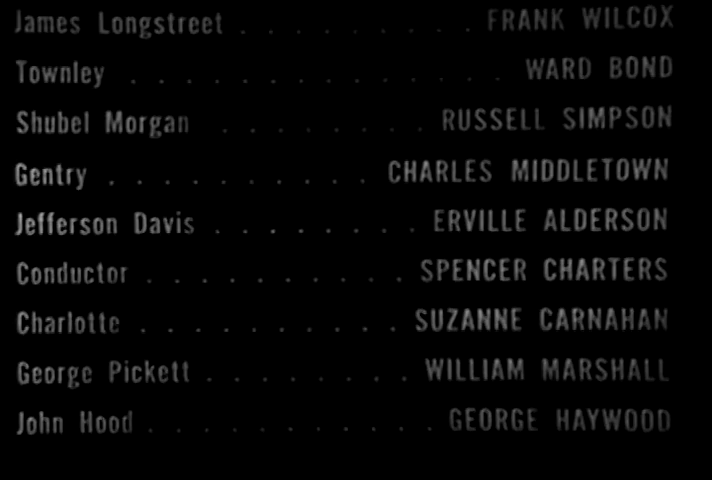 James Longstreet . . . . . . . . . FRANK WILCOX
Townley . . . . . . . . . . . . . WARD BOND
Shubel Morgan . . . . . . . . RUSSELL SIMPSON
Gentry . . . . . . . . . . CHARLES MIDDLETOWN
Jefferson Davis . . . . . . . . ERVILLE ALDERSON
Conductor . . . . . . . . . . SPENCER CHARTERS
Charlotte . . . . . . . . . . SUZANNE CARNAHAN
George Pickett . . . . . . . . WILLIAM MARSHALL
John Hood . . . . . . . . . . . GEORGE HAYWOOD